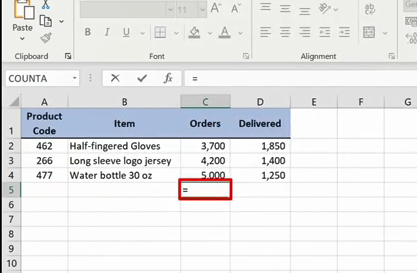 11
Paste
B I U
Clipboard
Font
Alignment
COUNTA
fx =
A B C D E F G
1 Product Code Item Orders Delivered
2 462 Half-fingered Gloves 3,700 1,850
3 266 Long sleeve logo jersey 4,200 1,400
4 477 Water bottle 30 oz 5,000 1,250
5 =
6
7
8
9
10